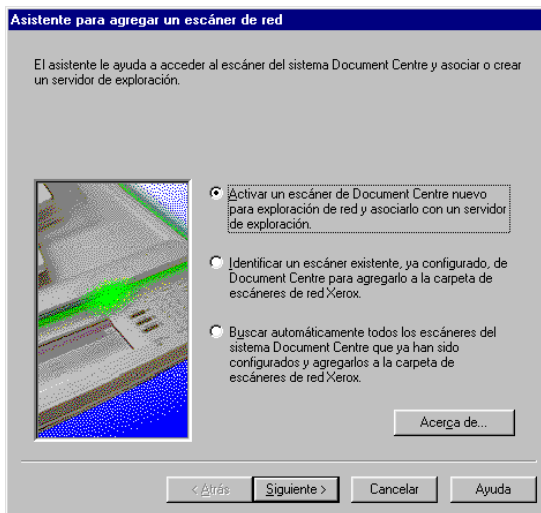 Asistente para agregar un escáner de red
El asistente le ayuda a acceder al escáner del sistema Document Centre y asociar o crear
un servidor de exploración.
Activar un escáner de Document Centre nuevo
para exploración de red y asociarlo con un servidor
de exploración.
Identificar un escáner existente, ya configurado, de
Document Centre para agregarlo a la carpeta de
escáneres de red Xerox.
Buscar automáticamente todos los escáneres del
sistema Document Centre que ya han sido
configurados y agregarlos a la carpeta de
escáneres de red Xerox.
Acerca de...
< Atrás Siguiente > Cancelar Ayuda